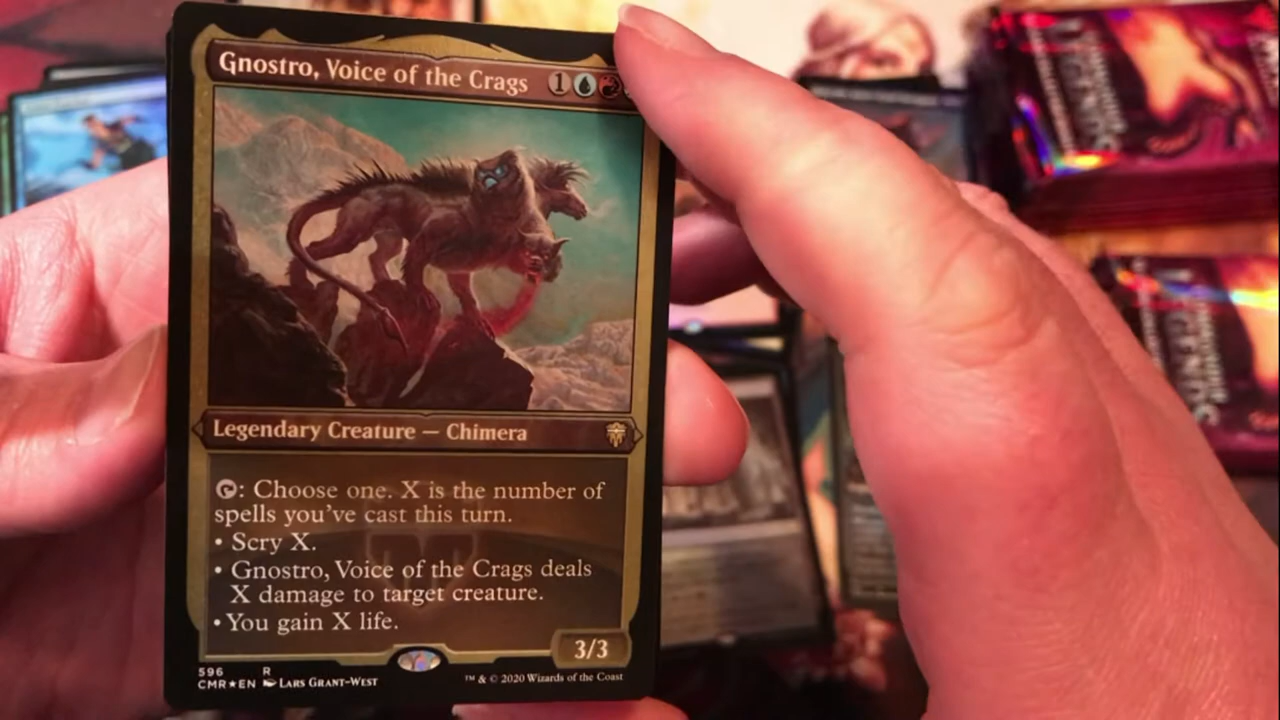 Gnostro, Voice of the Crags 1
Legendary Creature — Chimera
: Choose one. X is the number of
spells you've cast this turn.
• Scry X.
• Gnostro, Voice of the Crags deals
X damage to target creature.
• You gain X life.
3/3
596 R
CMR★EN Lars Grant-West
™ & © 2020 Wizards of the Coast